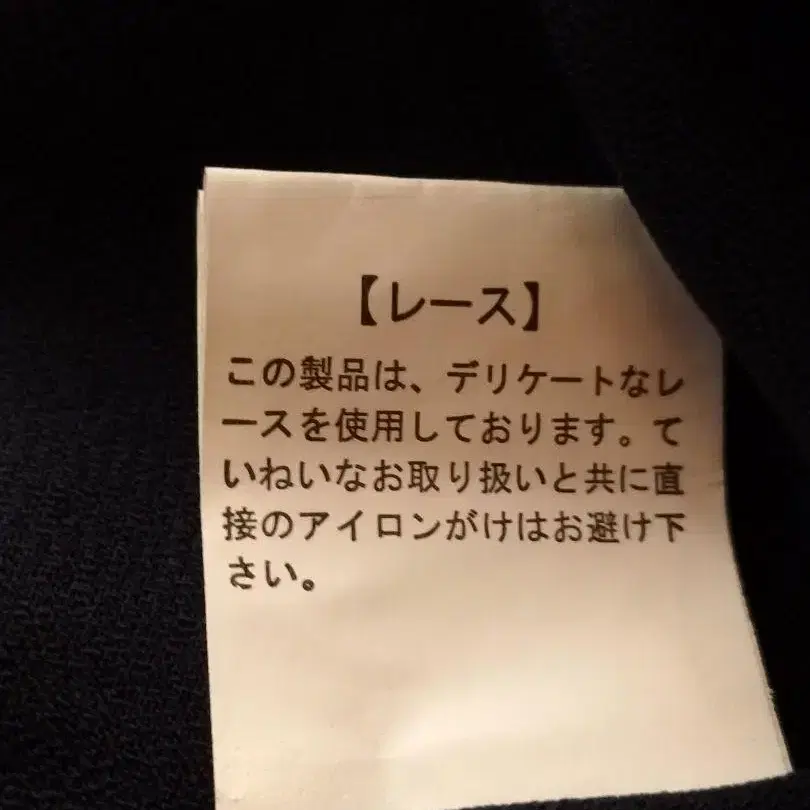 【レース】
この製品は、デリケートなレ
ースを使用しております。て
いねいなお取り扱いと共に直
接のアイロンがけはお避け下
さい。